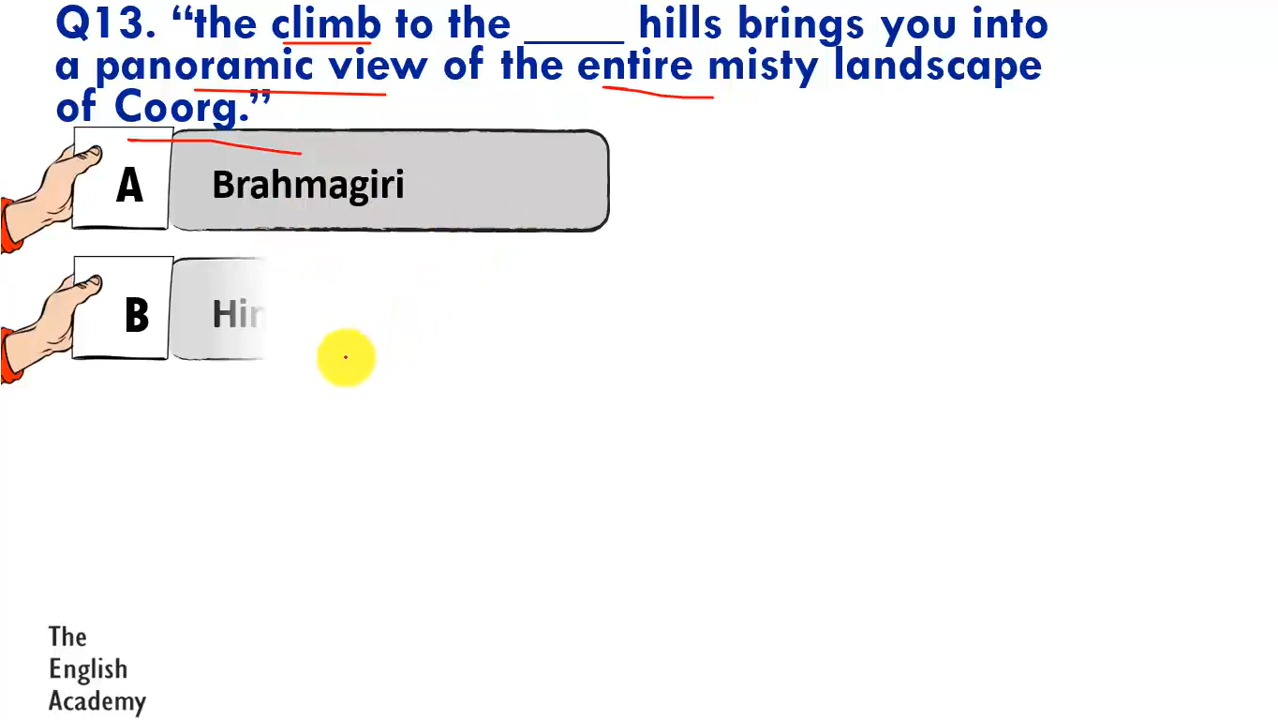 Q13. “the climb to the _____ hills brings you into
a panoramic view of the entire misty landscape
of Coorg.”
A Brahmagiri
B
The
English
Academy